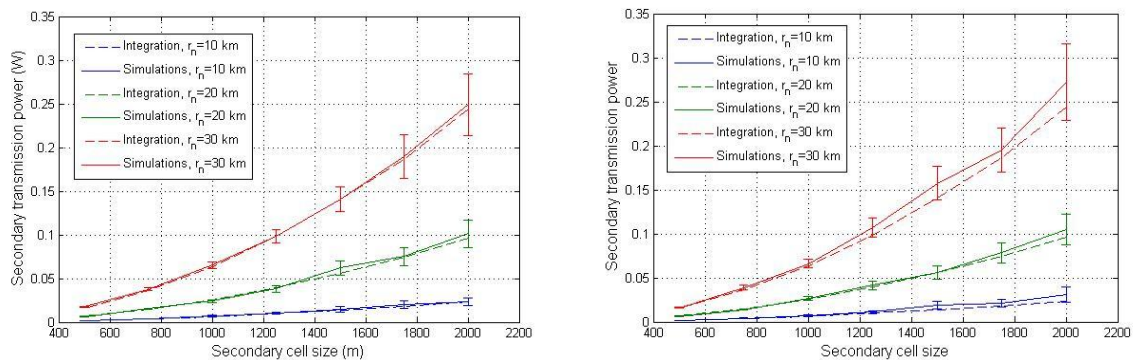 0.35
0.3
0.25
0.2
0.15
0.1
0.05
0
Secondary transmission power (W)
Integration, r_n=10 km
Simulations, r_n=10 km
Integration, r_n=20 km
Simulations, r_n=20 km
Integration, r_n=30 km
Simulations, r_n=30 km
400 600 800 1000 1200 1400 1600 1800 2000 2200
Secondary cell size (m)
0.35
0.3
0.25
0.2
0.15
0.1
0.05
0
Secondary transmission power
Integration, r_n=10 km
Simulations, r_n=10 km
Integration, r_n=20 km
Simulations, r_n=20 km
Integration, r_n=30 km
Simulations, r_n=30 km
400 600 800 1000 1200 1400 1600 1800 2000 2200
Secondary cell size